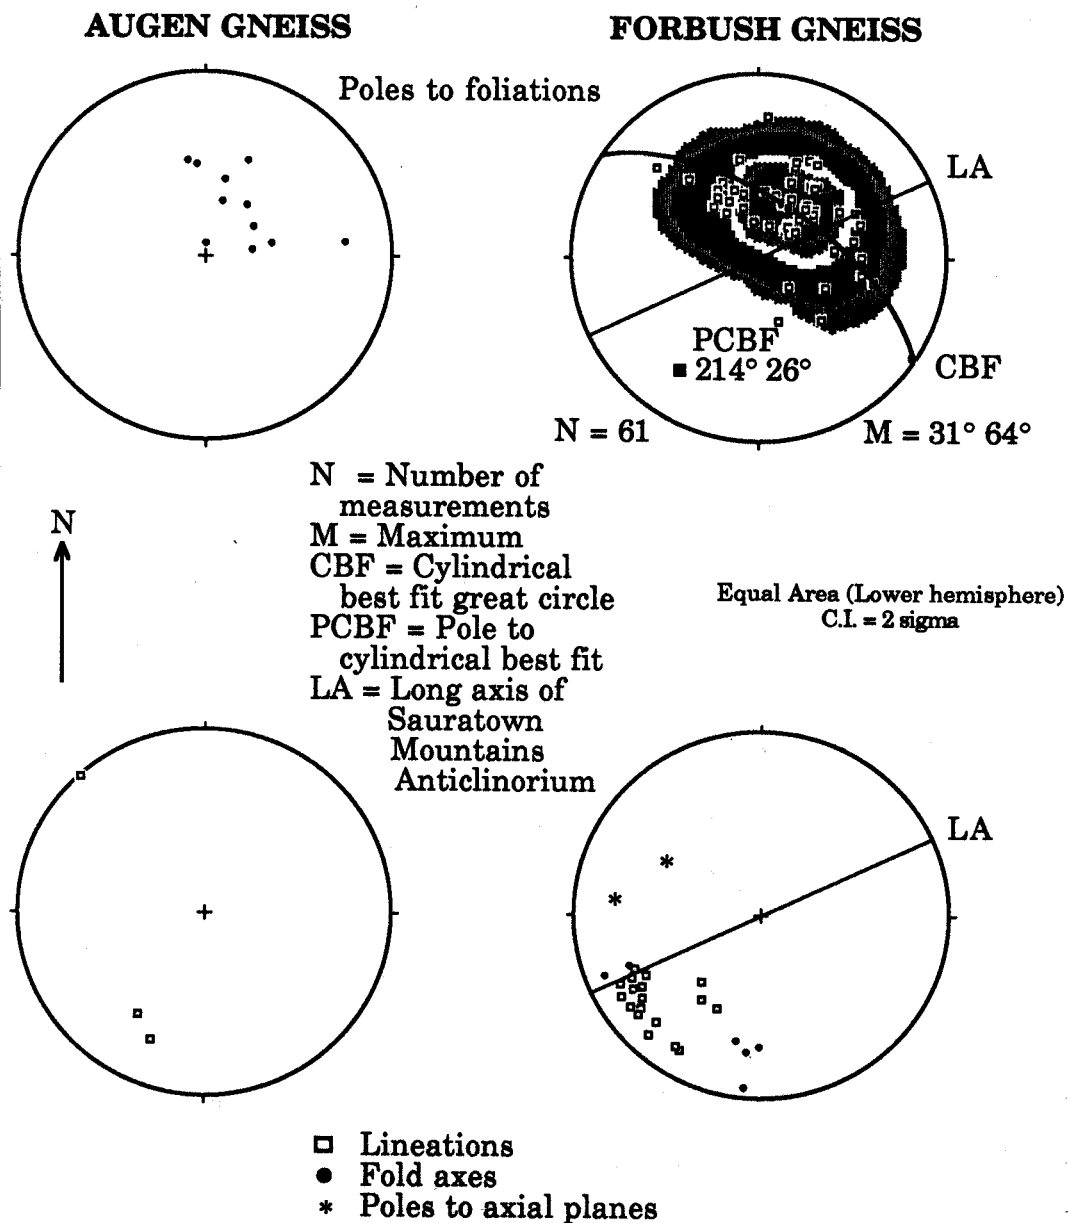 AUGEN GNEISS
FORBUSH GNEISS
Poles to foliations
LA
PCBF
■ 214° 26°
CBF
N = 61
M = 31° 64°
N = Number of
measurements
M = Maximum
CBF = Cylindrical
best fit great circle
PCBF = Pole to
cylindrical best fit
LA = Long axis of
Sauratown
Mountains
Anticlinorium
N
Equal Area (Lower hemisphere)
C.I. = 2 sigma
LA
Lineations
Fold axes
* Poles to axial planes